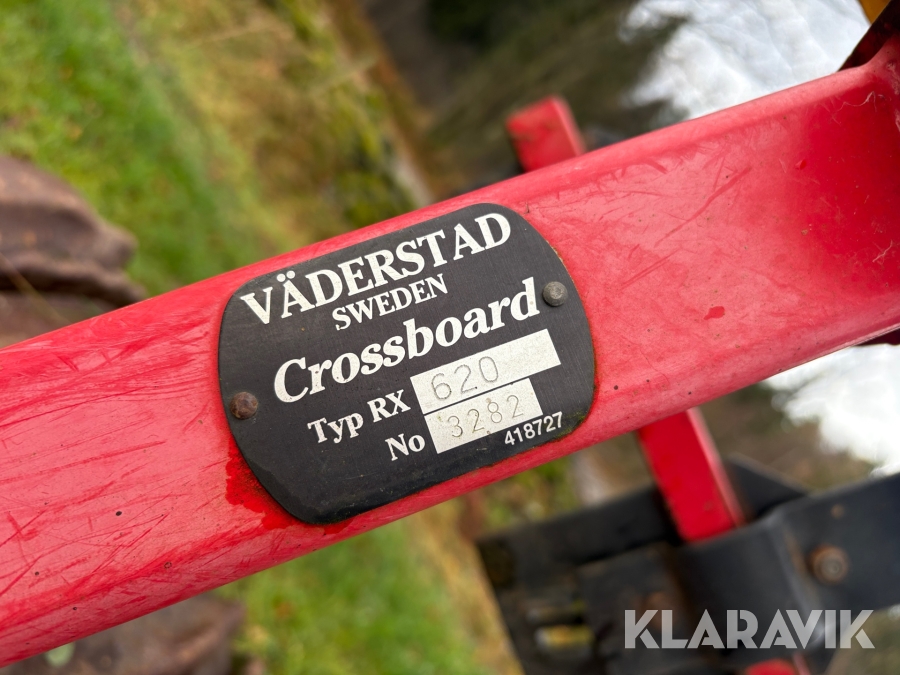 VÄDERSTAD
SWEDEN
Crossboard
Typ RX 620
No 3282
418727
KLARAVIK